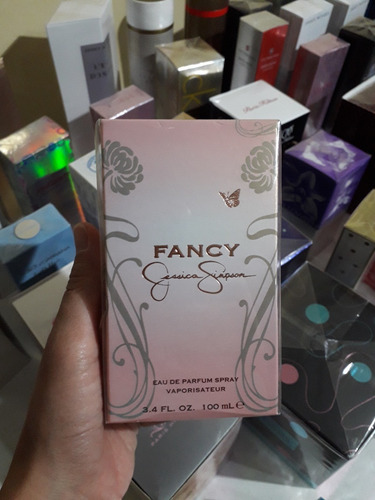 FANCY
Jessica Simpson
EAU DE PARFUM SPRAY
VAPORISATEUR
3.4 FL. OZ. 100 mL e